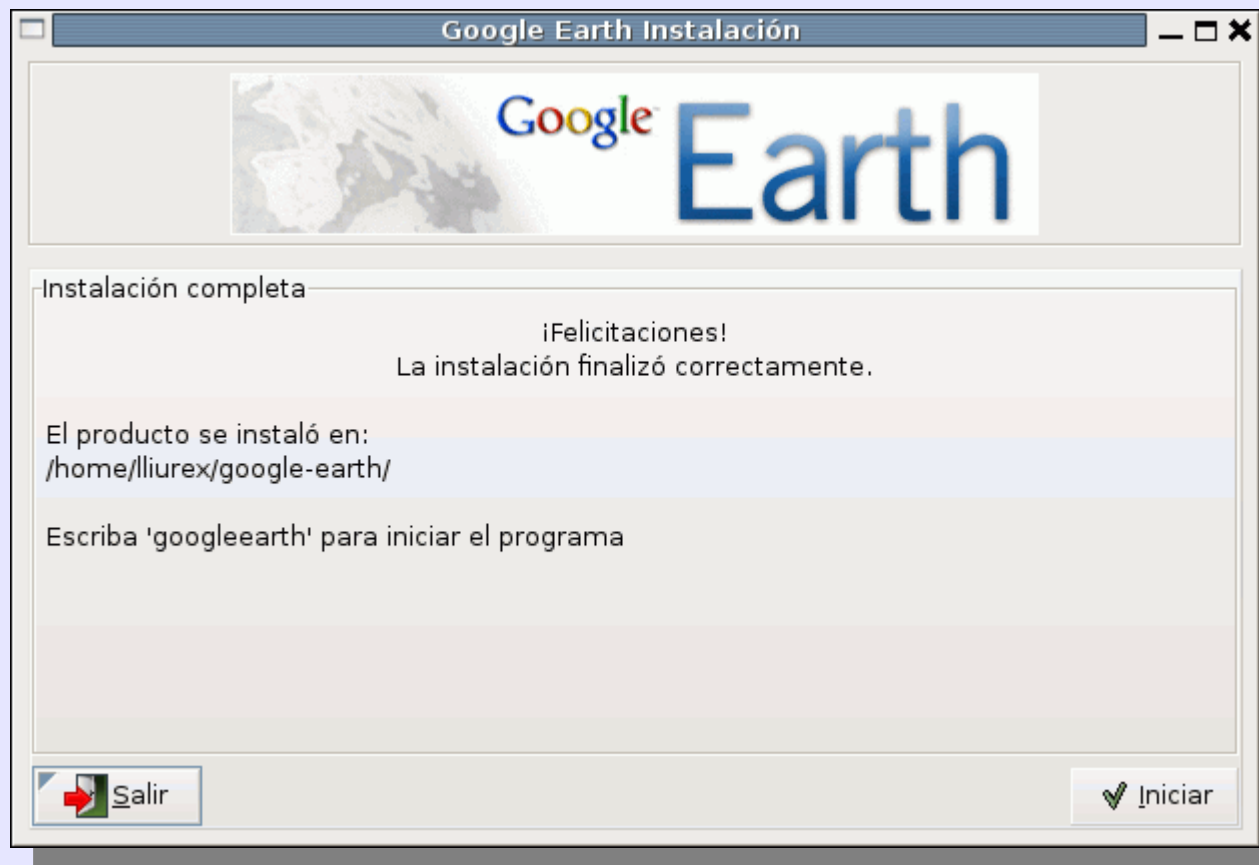 Google Earth Instalación
Google™ Earth
Instalación completa
¡Felicitaciones!
La instalación finalizó correctamente.
El producto se instaló en:
/home/lliurex/google-earth/
Escriba 'googleearth' para iniciar el programa
Salir
Iniciar